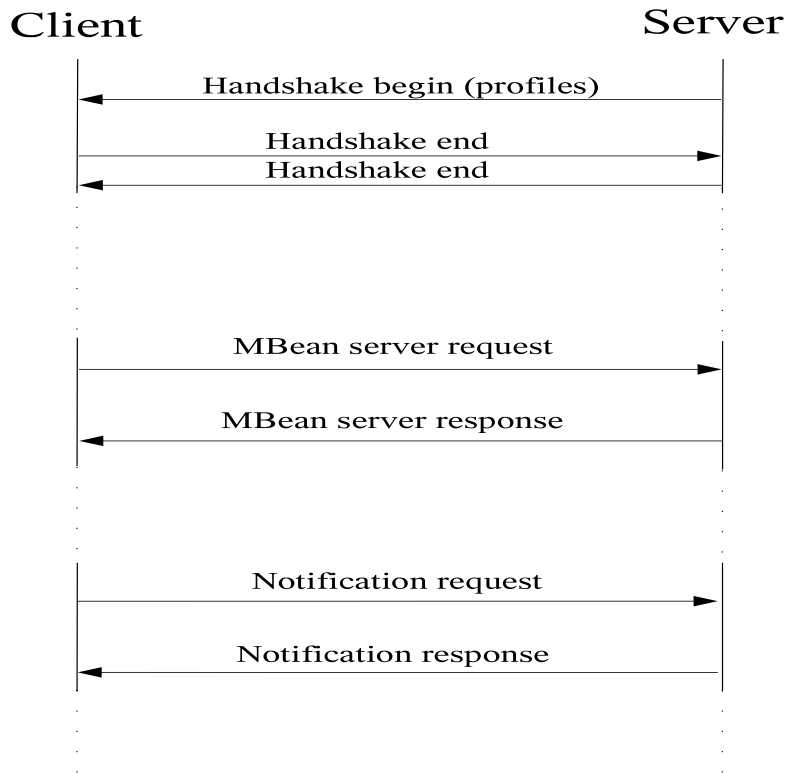 Client
Server
Handshake begin (profiles)
Handshake end
Handshake end
MBean server request
MBean server response
Notification request
Notification response